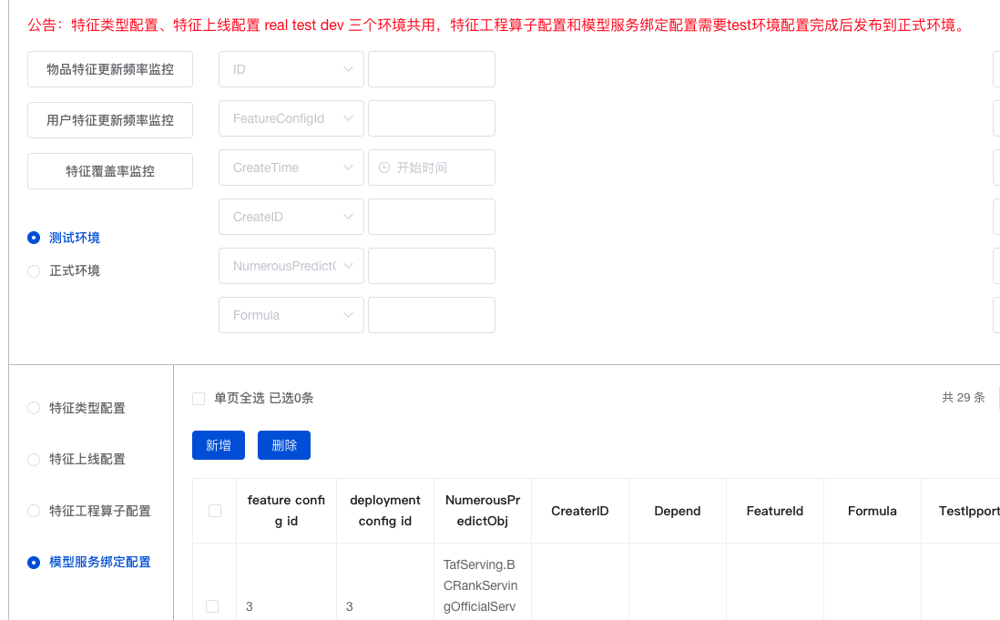 公告：特征类型配置、特征上线配置 real test dev 三个环境共用，特征工程算子配置和模型服务绑定配置需要test环境配置完成后发布到正式环境。
物品特征更新频率监控
用户特征更新频率监控
特征覆盖率监控
测试环境
正式环境
ID
FeatureConfigId
CreateTime
开始时间
CreateID
NumerousPredict
Formula
特征类型配置
特征上线配置
特征工程算子配置
模型服务绑定配置
单页全选 已选0条
共 29 条
新增
删除
feature confi
g id
deployment
config id
NumerousPr
edictObj
CreaterID
Depend
FeatureId
Formula
TestIpport
3
3
TafServing.B
CRankServin
gOfficialServ